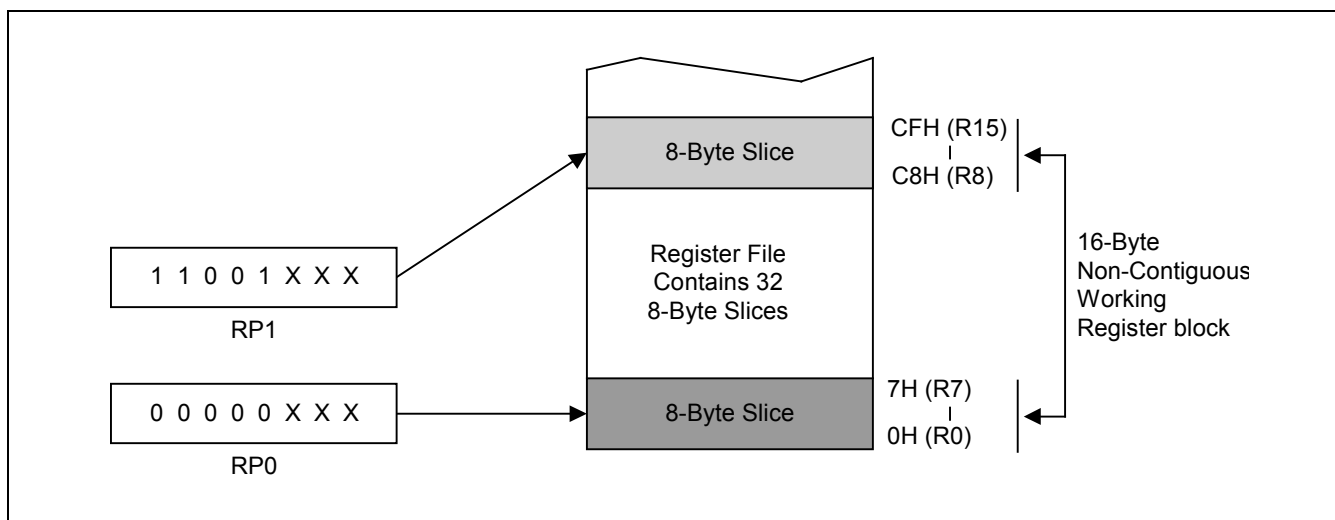 8-Byte Slice
CFH (R15)
C8H (R8)
Register File
Contains 32
8-Byte Slices
16-Byte
Non-Contiguous
Working
Register block
1 1 0 0 1 X X X
RP1
0 0 0 0 0 X X X
RP0
8-Byte Slice
7H (R7)
0H (R0)